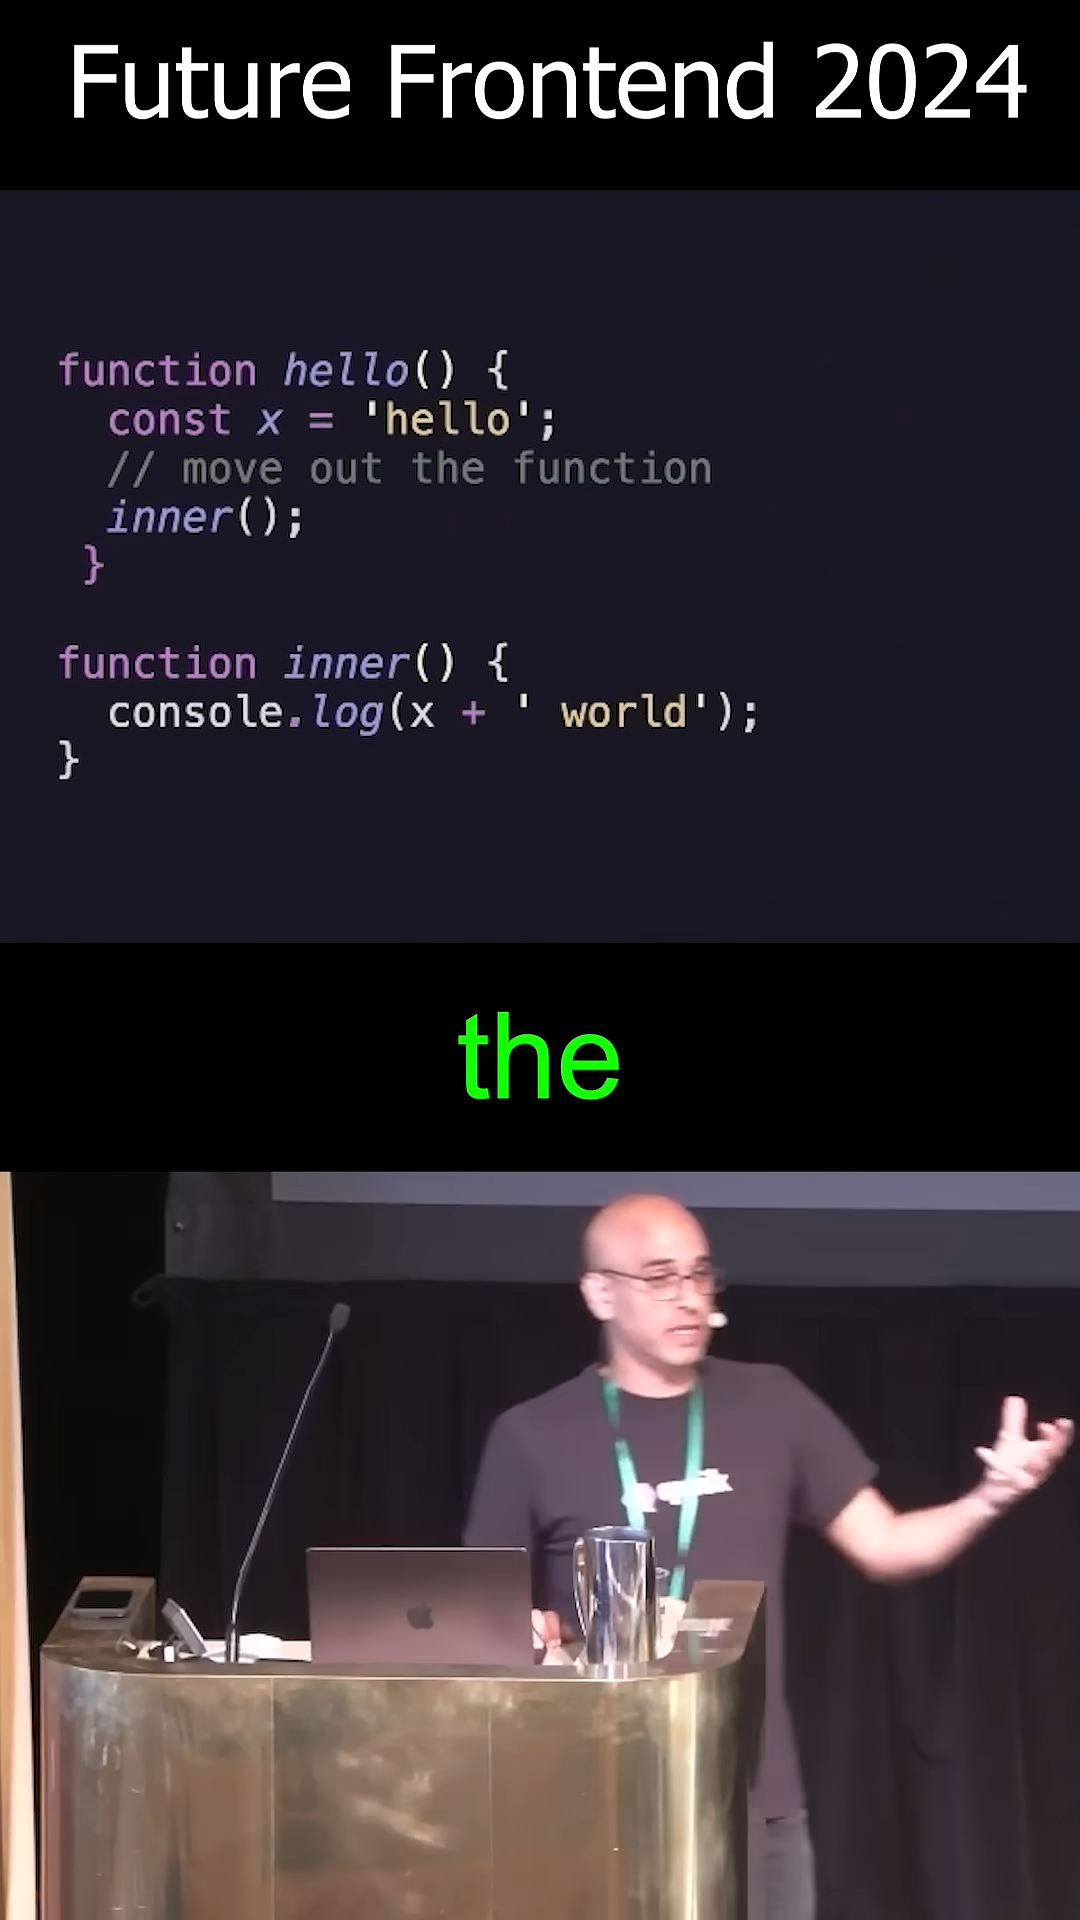 Future Frontend 2024
function hello() {
  const x = 'hello';
  // move out the function
  inner();
 }
function inner() {
  console.log(x + ' world');
}
the